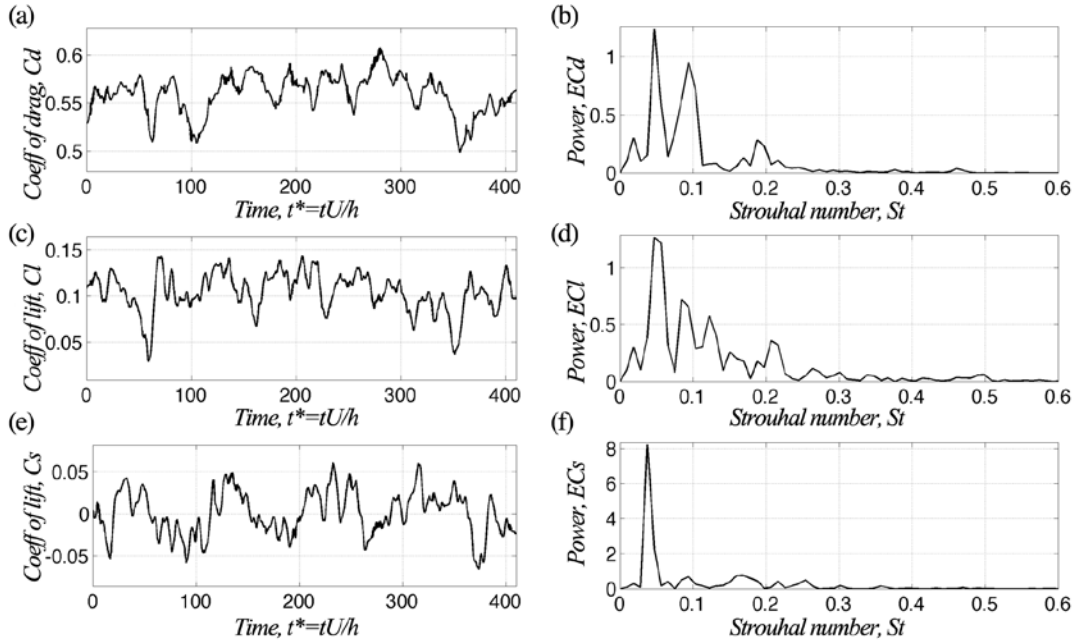 (a)
Coeff of drag, Cd
0.6
0.55
0.5
0 100 200 300 400
Time, t*=tU/h
(b)
Power, ECd
1
0.5
0
0 0.1 0.2 0.3 0.4 0.5 0.6
Strouhal number, St
(c)
Coeff of lift, Cl
0.15
0.1
0.05
0 100 200 300 400
Time, t*=tU/h
(d)
Power, ECl
1
0.5
0
0 0.1 0.2 0.3 0.4 0.5 0.6
Strouhal number, St
(e)
Coeff of lift, Cs
0.05
0
-0.05
0 100 200 300 400
Time, t*=tU/h
(f)
Power, ECs
8
6
4
2
0
0 0.1 0.2 0.3 0.4 0.5 0.6
Strouhal number, St